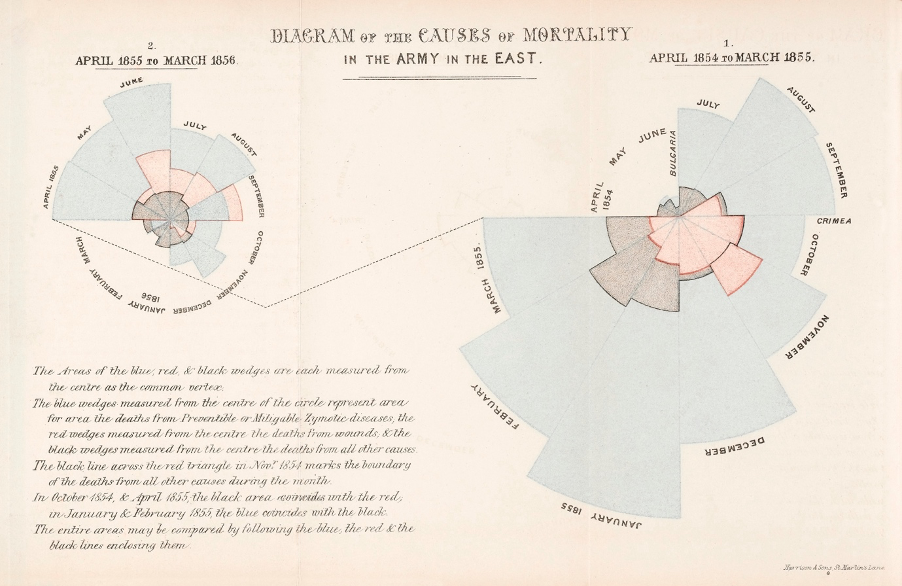 DIAGRAM OF THE CAUSES OF MORTALITY
IN THE ARMY IN THE EAST.
2.
APRIL 1855 TO MARCH 1856.
JUNE
JULY
AUGUST
SEPTEMBER
OCTOBER
NOVEMBER
DECEMBER
JANUARY
1856
FEBRUARY
MARCH
APRIL 1855
MAY
1.
APRIL 1854 TO MARCH 1855.
APRIL
1854
MAY
JUNE
BULGARIA
JULY
AUGUST
SEPTEMBER
CRIMEA
OCTOBER
NOVEMBER
DECEMBER
JANUARY 1855
FEBRUARY
MARCH 1855.
The Areas of the blue, red, & black wedges are each measured from
the centre as the common vertex.
The blue wedges measured from the centre of the circle represent area
for area the deaths from Preventible or Mitigable Zymotic diseases, the
red wedges measured from the centre the deaths from wounds, & the
black wedges measured from the centre the deaths from all other causes.
The black line across the red triangle in Novr. 1854 marks the boundary
of the deaths from all other causes during the month.
In October 1854, & April 1855, the black area coincides with the red,
in January & February 1855, the blue coincides with the black.
The entire areas may be compared by following the blue, the red & the
black lines enclosing them.
Harrison & Sons, St. Martin's Lane